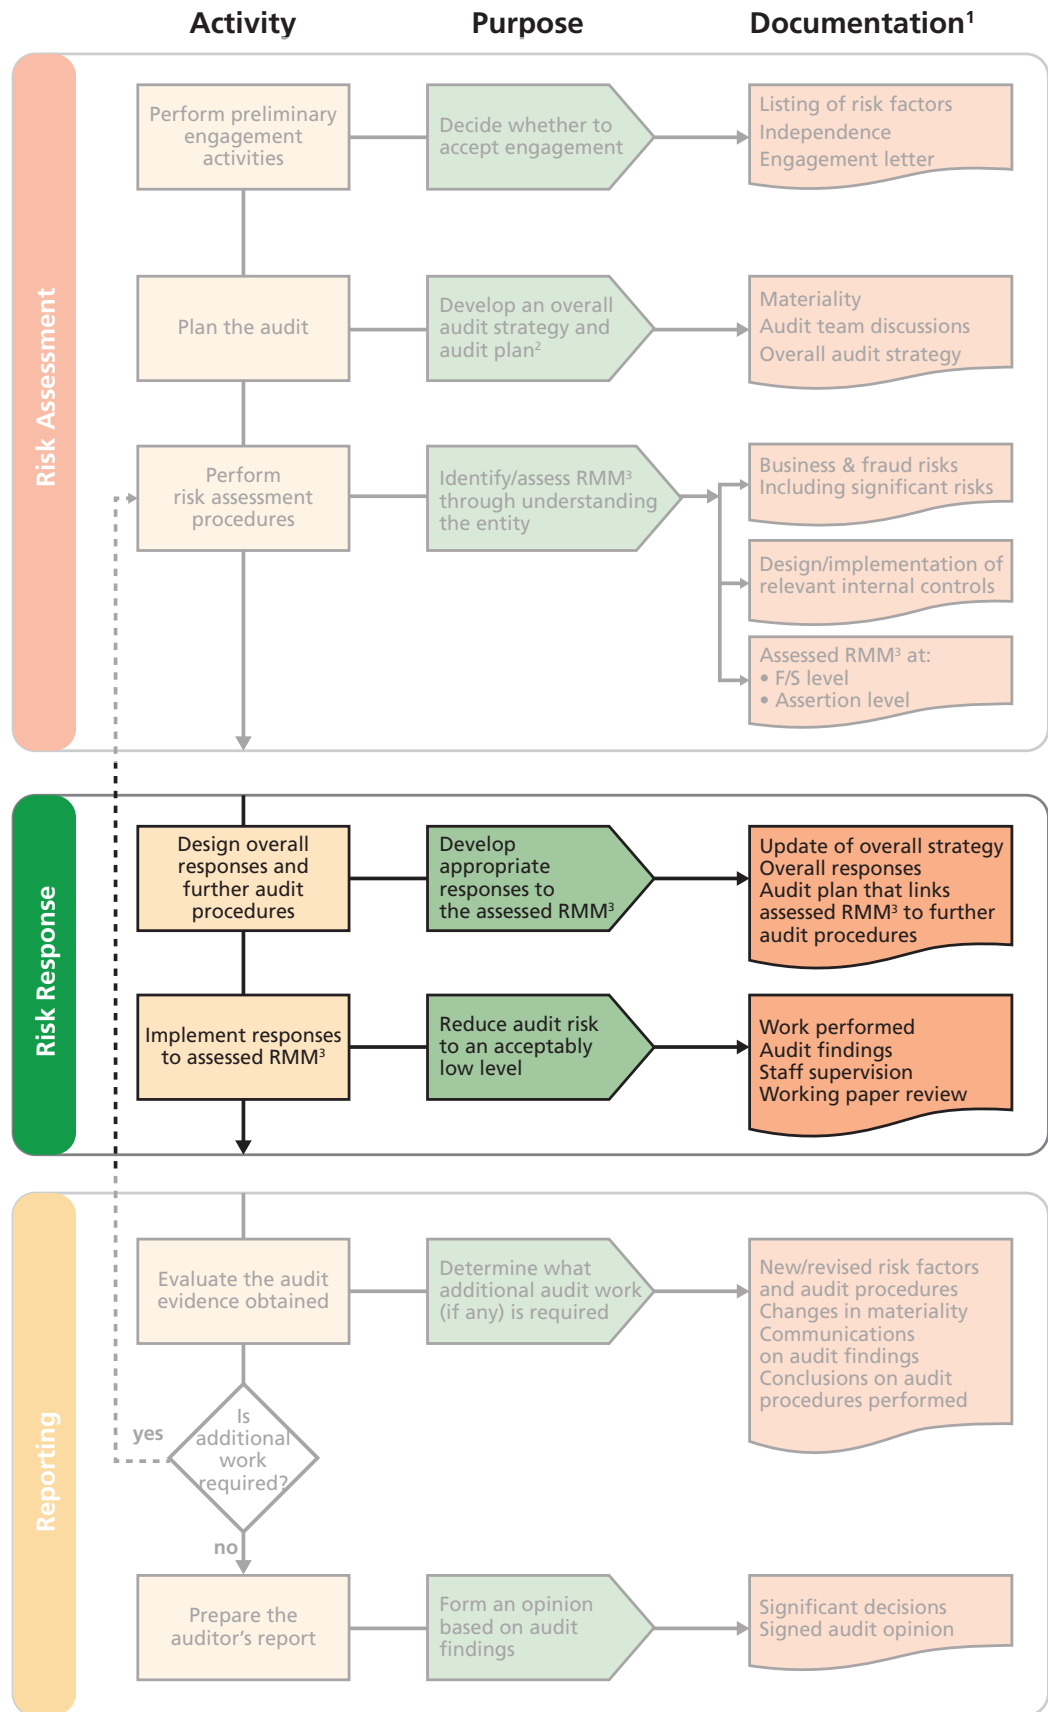 Activity
Purpose
Documentation¹
Risk Assessment
Perform preliminary
engagement
activities
Decide whether to
accept engagement
Listing of risk factors
Independence
Engagement letter
Plan the audit
Develop an overall
audit strategy and
audit plan²
Materiality
Audit team discussions
Overall audit strategy
Perform
risk assessment
procedures
Identify/assess RMM³
through understanding
the entity
Business & fraud risks
Including significant risks
Design/implementation of
relevant internal controls
Assessed RMM³ at:
• F/S level
• Assertion level
Risk Response
Design overall
responses and
further audit
procedures
Develop
appropriate
responses to
the assessed RMM³
Update of overall strategy
Overall responses
Audit plan that links
assessed RMM³ to further
audit procedures
Implement responses
to assessed RMM³
Reduce audit risk
to an acceptably
low level
Work performed
Audit findings
Staff supervision
Working paper review
Reporting
Evaluate the audit
evidence obtained
Determine what
additional audit work
(if any) is required
New/revised risk factors
and audit procedures
Changes in materiality
Communications
on audit findings
Conclusions on audit
procedures performed
Is
additional
work
required?
yes
no
Prepare the
auditor's report
Form an opinion
based on audit
findings
Significant decisions
Signed audit opinion